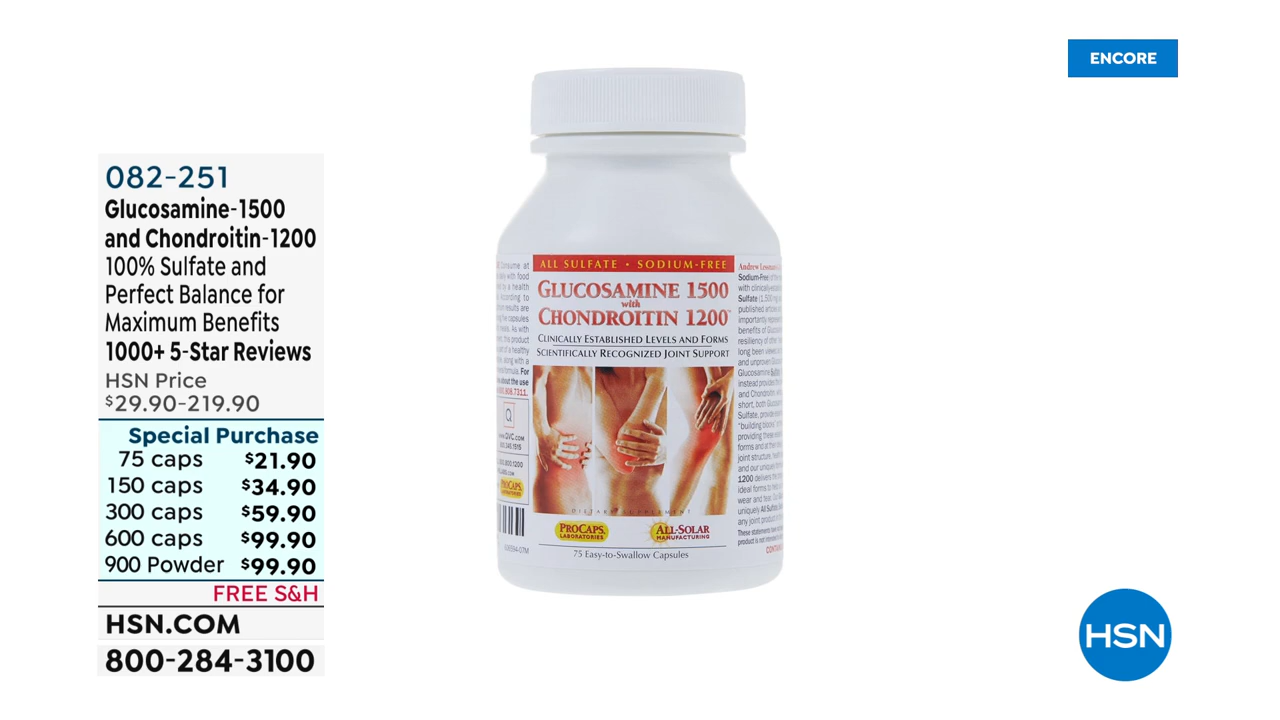 ENCORE
082-251
Glucosamine-1500
and Chondroitin-1200
100% Sulfate and
Perfect Balance for
Maximum Benefits
1000+ 5-Star Reviews
HSN Price
$29.90-219.90
Special Purchase
75 caps $21.90
150 caps $34.90
300 caps $59.90
600 caps $99.90
900 Powder $99.90
FREE S&H
HSN.COM
800-284-3100
ALL SULFATE • SODIUM-FREE
GLUCOSAMINE 1500
with
CHONDROITIN 1200™
CLINICALLY ESTABLISHED LEVELS AND FORMS
SCIENTIFICALLY RECOGNIZED JOINT SUPPORT
DIETARY SUPPLEMENT
PROCAPS
LABORATORIES
ALL-SOLAR
MANUFACTURING
75 Easy-to-Swallow Capsules
HSN